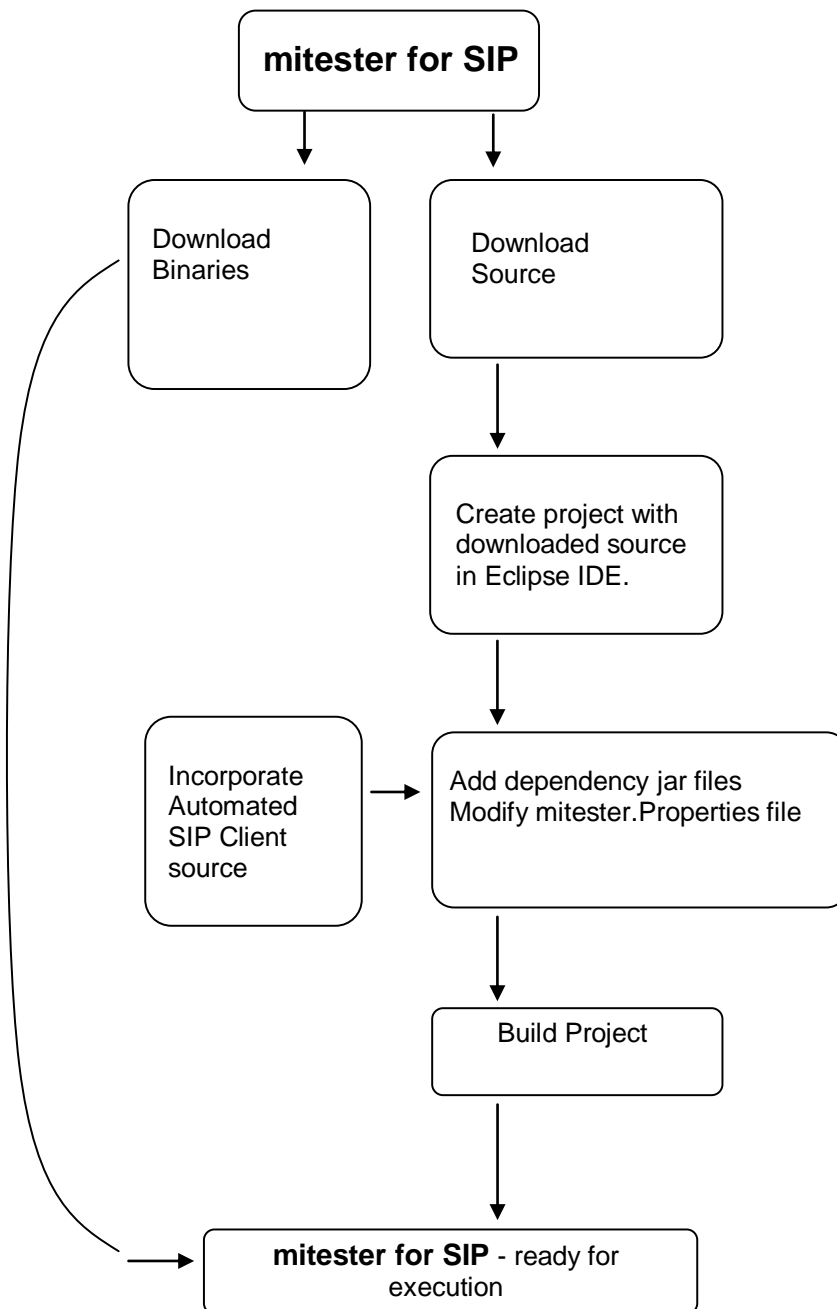 mitester for SIP
Download
Binaries
Download
Source
Create project with
downloaded source
in Eclipse IDE.
Incorporate
Automated
SIP Client
source
Add dependency jar files
Modify mitester.Properties file
Build Project
mitester for SIP - ready for
execution